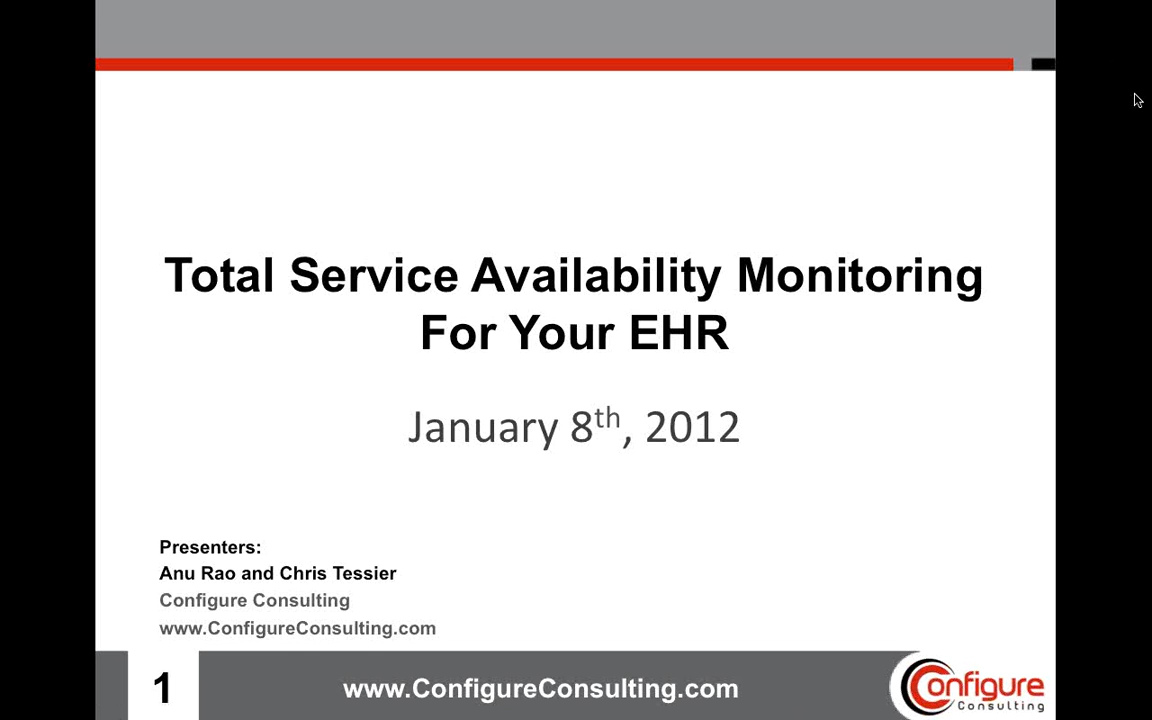 Total Service Availability Monitoring
For Your EHR
January 8th, 2012
Presenters:
Anu Rao and Chris Tessier
Configure Consulting
www.ConfigureConsulting.com
1
www.ConfigureConsulting.com
Configure
Consulting